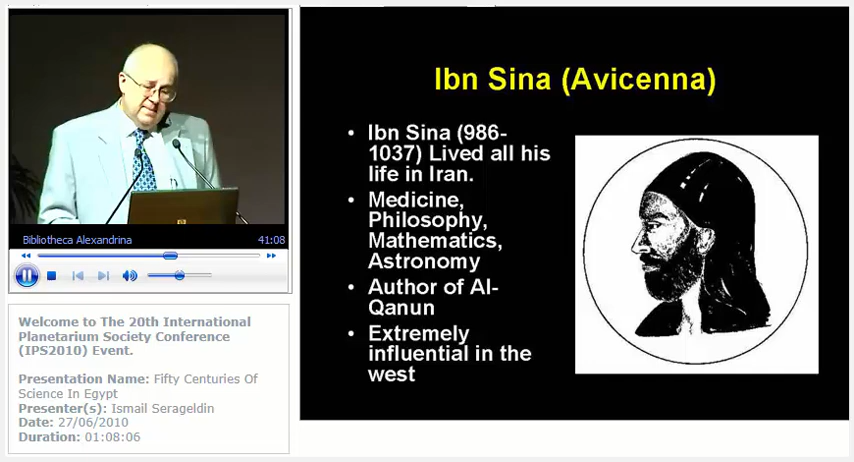 Bibliotheca Alexandrina 41:08
Welcome to The 20th International
Planetarium Society Conference
(IPS2010) Event.
Presentation Name: Fifty Centuries Of
Science In Egypt
Presenter(s): Ismail Serageldin
Date: 27/06/2010
Duration: 01:08:06
Ibn Sina (Avicenna)
• Ibn Sina (986-
1037) Lived all his
life in Iran.
• Medicine,
Philosophy,
Mathematics,
Astronomy
• Author of Al-
Qanun
• Extremely
influential in the
west